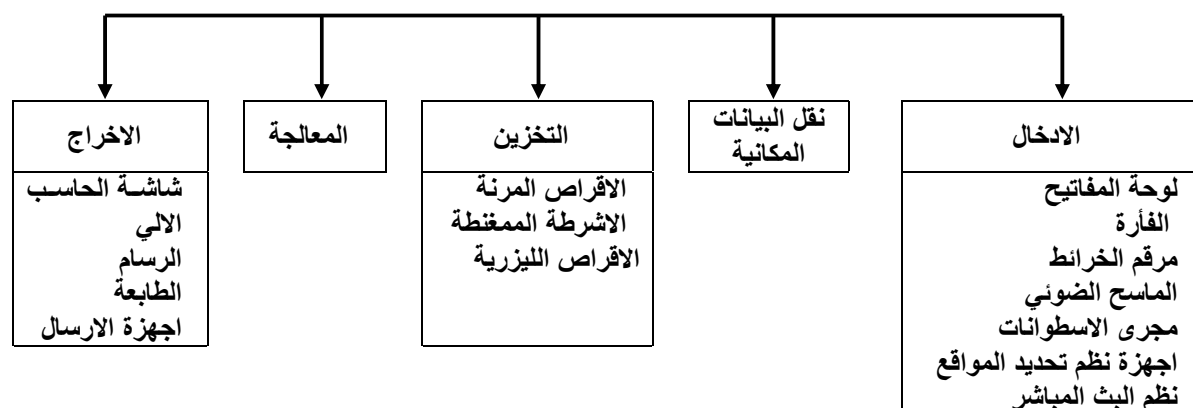 الادخال
لوحة المفاتيح
الفأرة
مرقم الخرائط
الماسح الضوئي
مجرى الاسطوانات
اجهزة نظم تحديد المواقع
نظم البث المباشر
نقل البيانات
المكانية
التخزين
الاقراص المرنة
الاشرطة الممغنطة
الاقراص الليزرية
المعالجة
الاخراج
شاشة الحاسب
الالي
الرسام
الطابعة
اجهزة الارسال